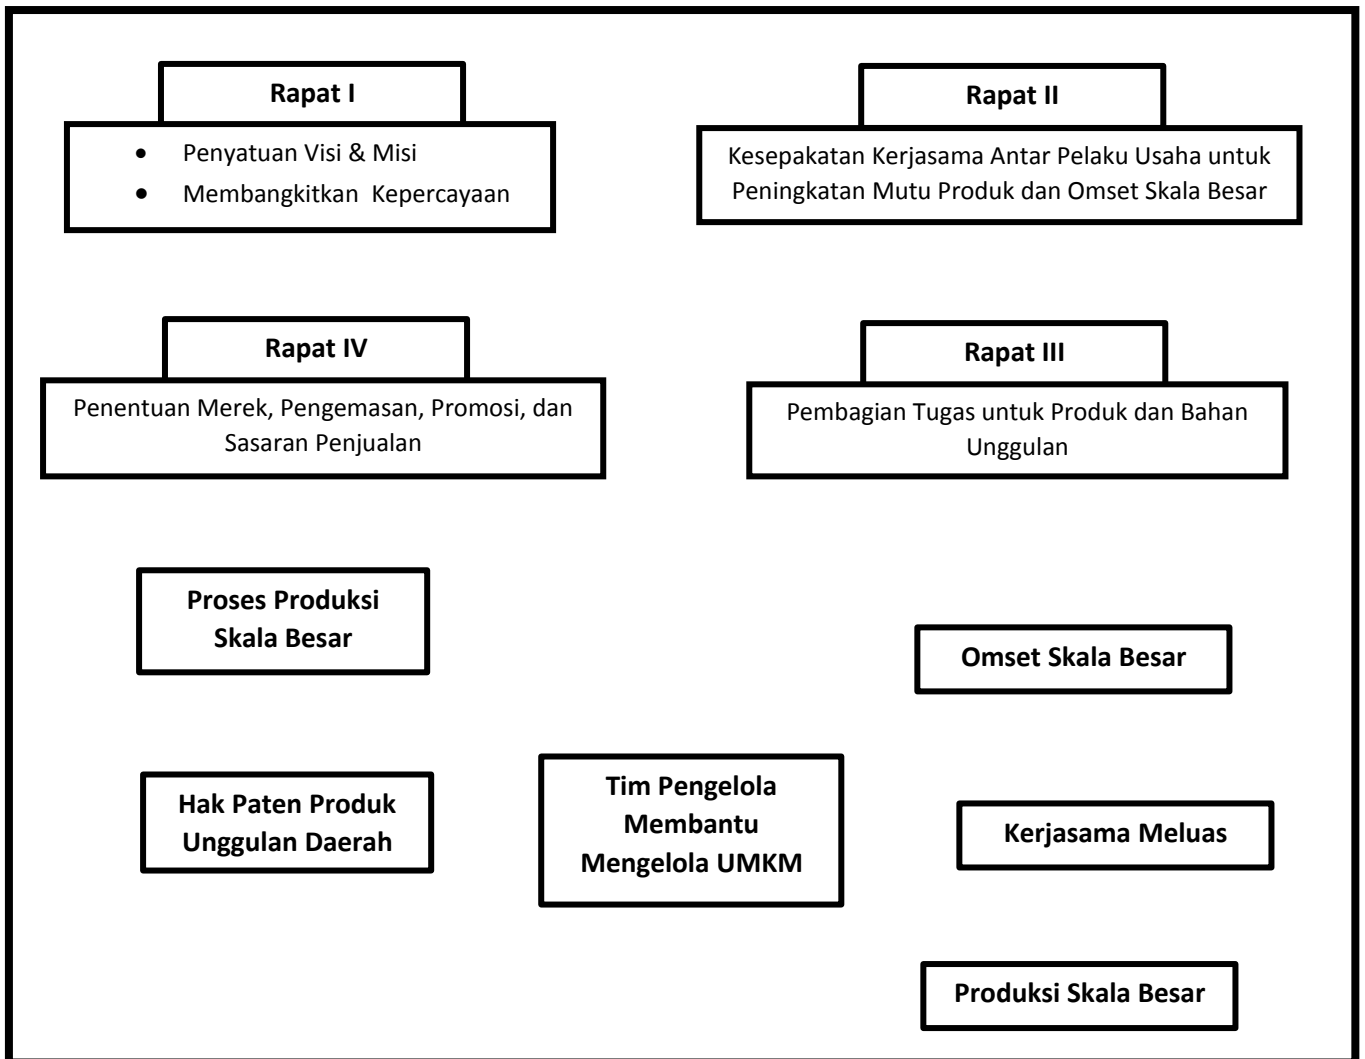 Rapat I
• Penyatuan Visi & Misi
• Membangkitkan Kepercayaan
Rapat II
Kesepakatan Kerjasama Antar Pelaku Usaha untuk
Peningkatan Mutu Produk dan Omset Skala Besar
Rapat IV
Penentuan Merek, Pengemasan, Promosi, dan
Sasaran Penjualan
Rapat III
Pembagian Tugas untuk Produk dan Bahan
Unggulan
Proses Produksi
Skala Besar
Omset Skala Besar
Hak Paten Produk
Unggulan Daerah
Tim Pengelola
Membantu
Mengelola UMKM
Kerjasama Meluas
Produksi Skala Besar